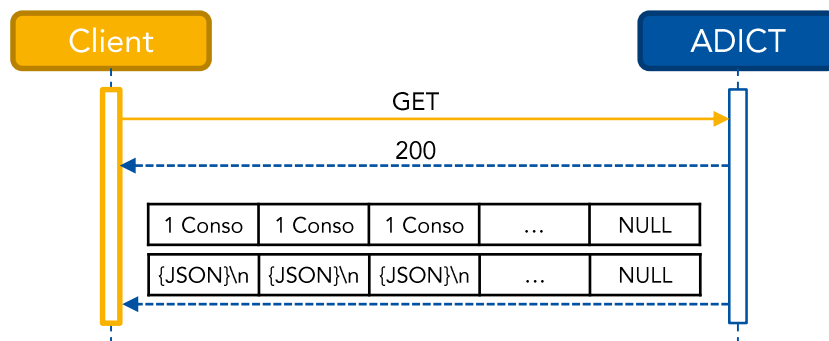 Client ADICT
GET
200
1 Conso 1 Conso 1 Conso ... NULL
{JSON}\n {JSON}\n {JSON}\n ... NULL